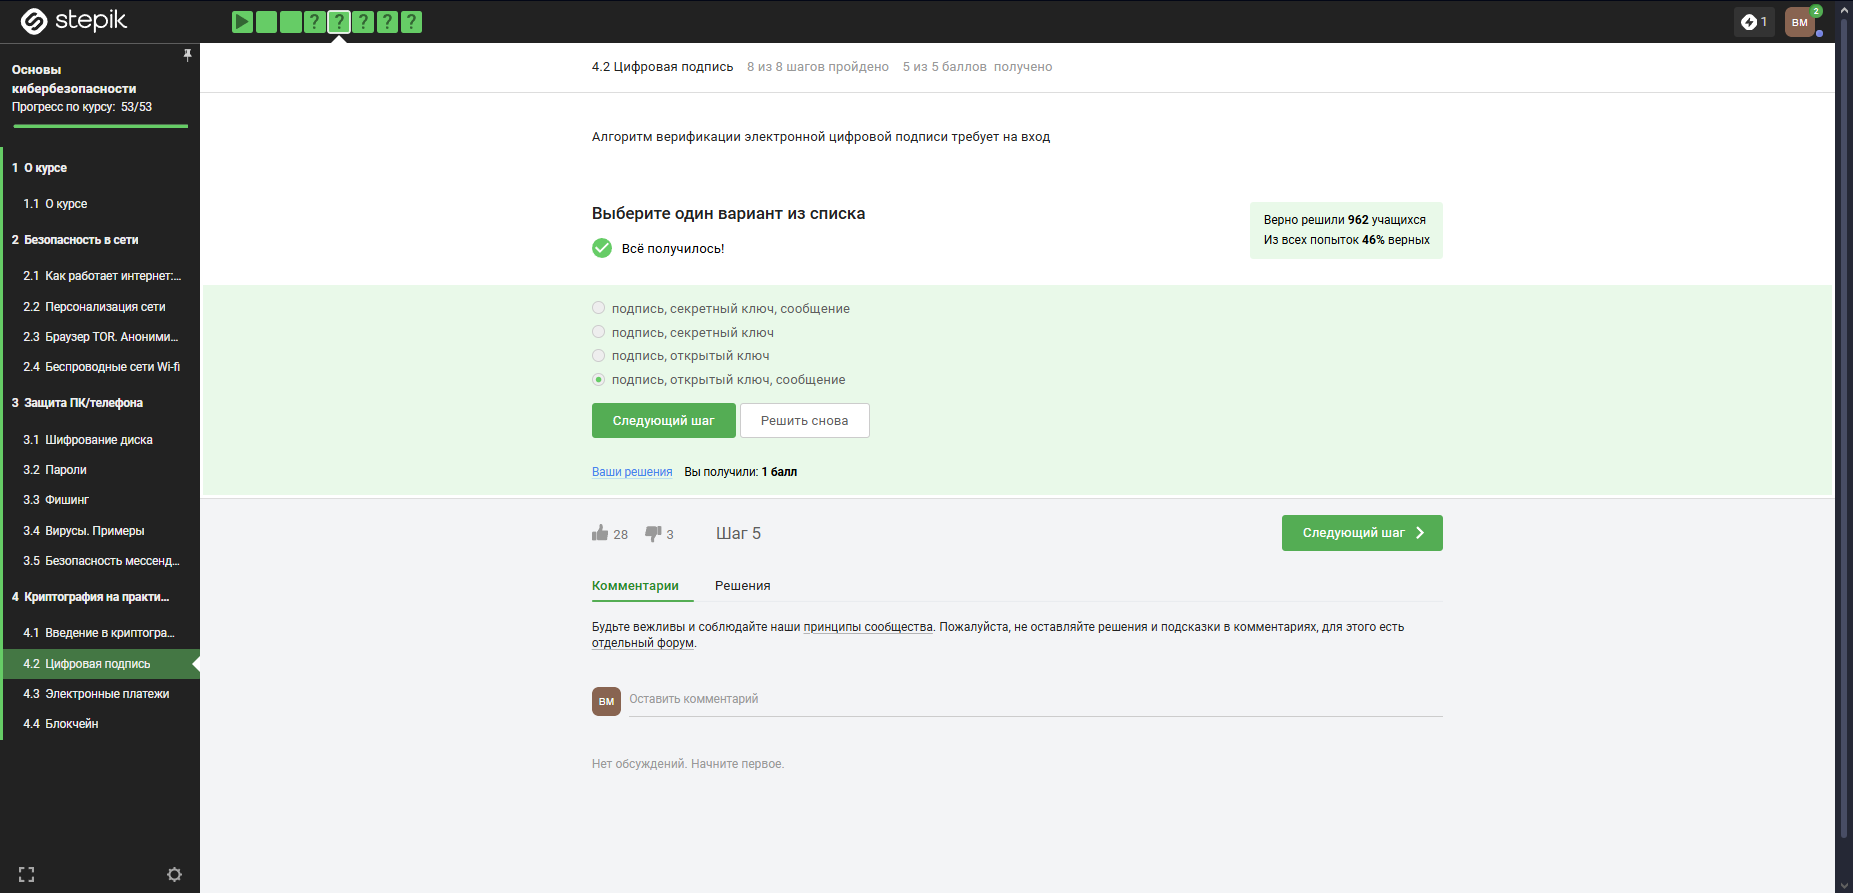 stepik
? ? ? ? ?
1
ВМ
2
Основы
кибербезопасности
Прогресс по курсу: 53/53
1 О курсе
1.1 О курсе
2 Безопасность в сети
2.1 Как работает интернет:...
2.2 Персонализация сети
2.3 Браузер TOR. Аноними...
2.4 Беспроводные сети Wi-fi
3 Защита ПК/телефона
3.1 Шифрование диска
3.2 Пароли
3.3 Фишинг
3.4 Вирусы. Примеры
3.5 Безопасность мессенд...
4 Криптография на практи...
4.1 Введение в криптогра...
4.2 Цифровая подпись
4.3 Электронные платежи
4.4 Блокчейн
4.2 Цифровая подпись 8 из 8 шагов пройдено 5 из 5 баллов получено
Алгоритм верификации электронной цифровой подписи требует на вход
Выберите один вариант из списка
Всё получилось!
Верно решили 962 учащихся
Из всех попыток 46% верных
подпись, секретный ключ, сообщение
подпись, секретный ключ
подпись, открытый ключ
подпись, открытый ключ, сообщение
Следующий шаг Решить снова
Ваши решения Вы получили: 1 балл
28 3 Шаг 5 Следующий шаг
Комментарии Решения
Будьте вежливы и соблюдайте наши принципы сообщества. Пожалуйста, не оставляйте решения и подсказки в комментариях, для этого есть
отдельный форум.
ВМ Оставить комментарий
Нет обсуждений. Начните первое.